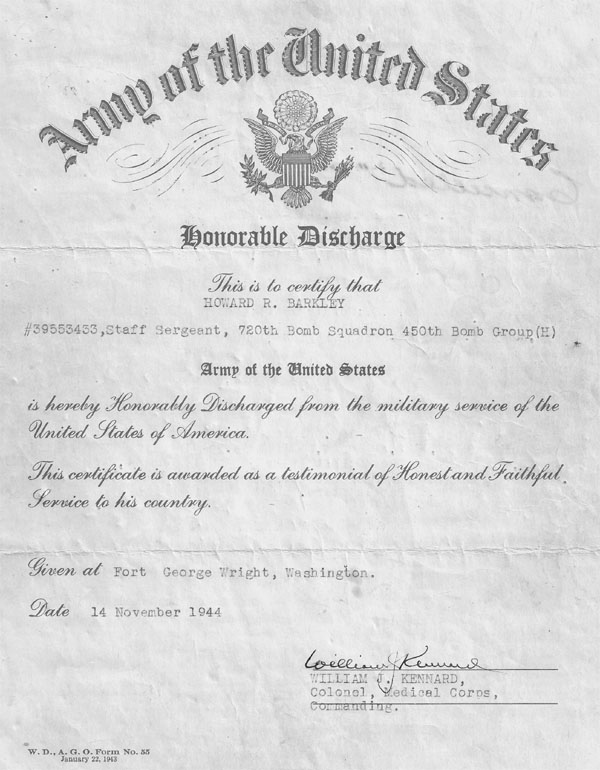 Army of the United States
Honorable Discharge
This is to certify that
HOWARD R. BARKLEY
#39553433, Staff Sergeant, 720th Bomb Squadron 450th Bomb Group(H)
Army of the United States
is hereby Honorably Discharged from the military service of the
United States of America.
This certificate is awarded as a testimonial of Honest and Faithful
Service to his country.
Given at Fort George Wright, Washington.
Date 14 November 1944
William J Kennard
WILLIAM J. KENNARD,
Colonel, Medical Corps,
Commanding.
W. D., A. G. O. Form No. 55
January 22, 1943